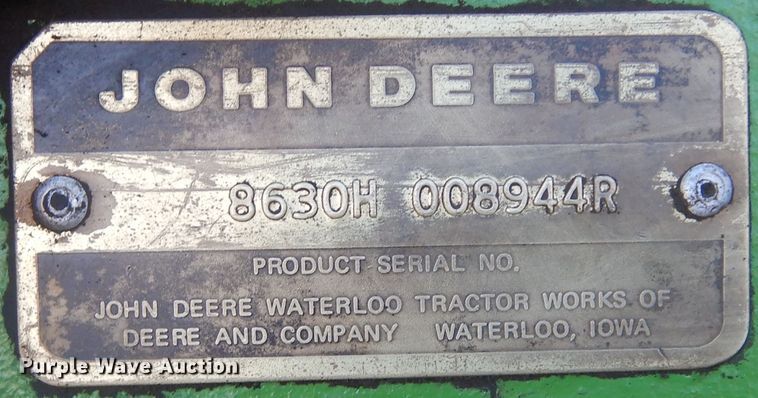 JOHN DEERE
8630H 008944R
PRODUCT SERIAL NO.
JOHN DEERE WATERLOO TRACTOR WORKS OF
DEERE AND COMPANY WATERLOO, IOWA
Purple Wave Auction